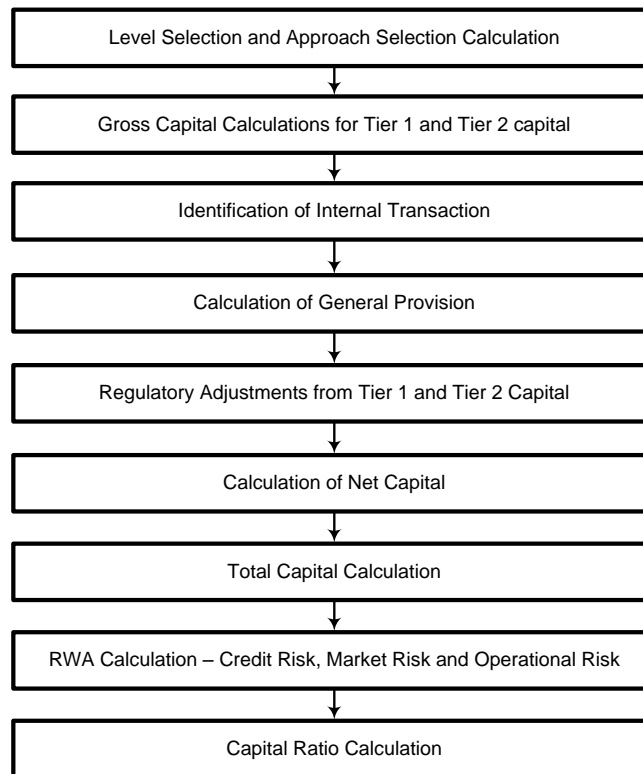 Level Selection and Approach Selection Calculation
Gross Capital Calculations for Tier 1 and Tier 2 capital
Identification of Internal Transaction
Calculation of General Provision
Regulatory Adjustments from Tier 1 and Tier 2 Capital
Calculation of Net Capital
Total Capital Calculation
RWA Calculation – Credit Risk, Market Risk and Operational Risk
Capital Ratio Calculation